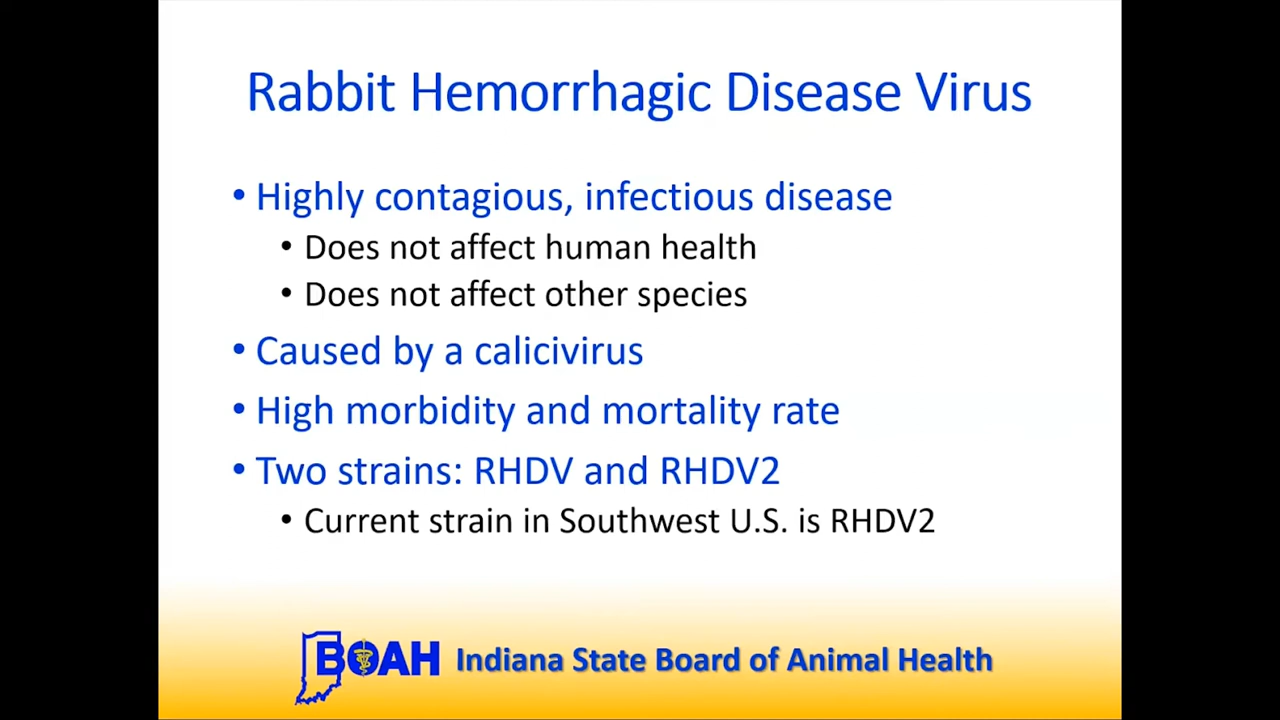 Rabbit Hemorrhagic Disease Virus
• Highly contagious, infectious disease
• Does not affect human health
• Does not affect other species
• Caused by a calicivirus
• High morbidity and mortality rate
• Two strains: RHDV and RHDV2
• Current strain in Southwest U.S. is RHDV2
BOAH Indiana State Board of Animal Health